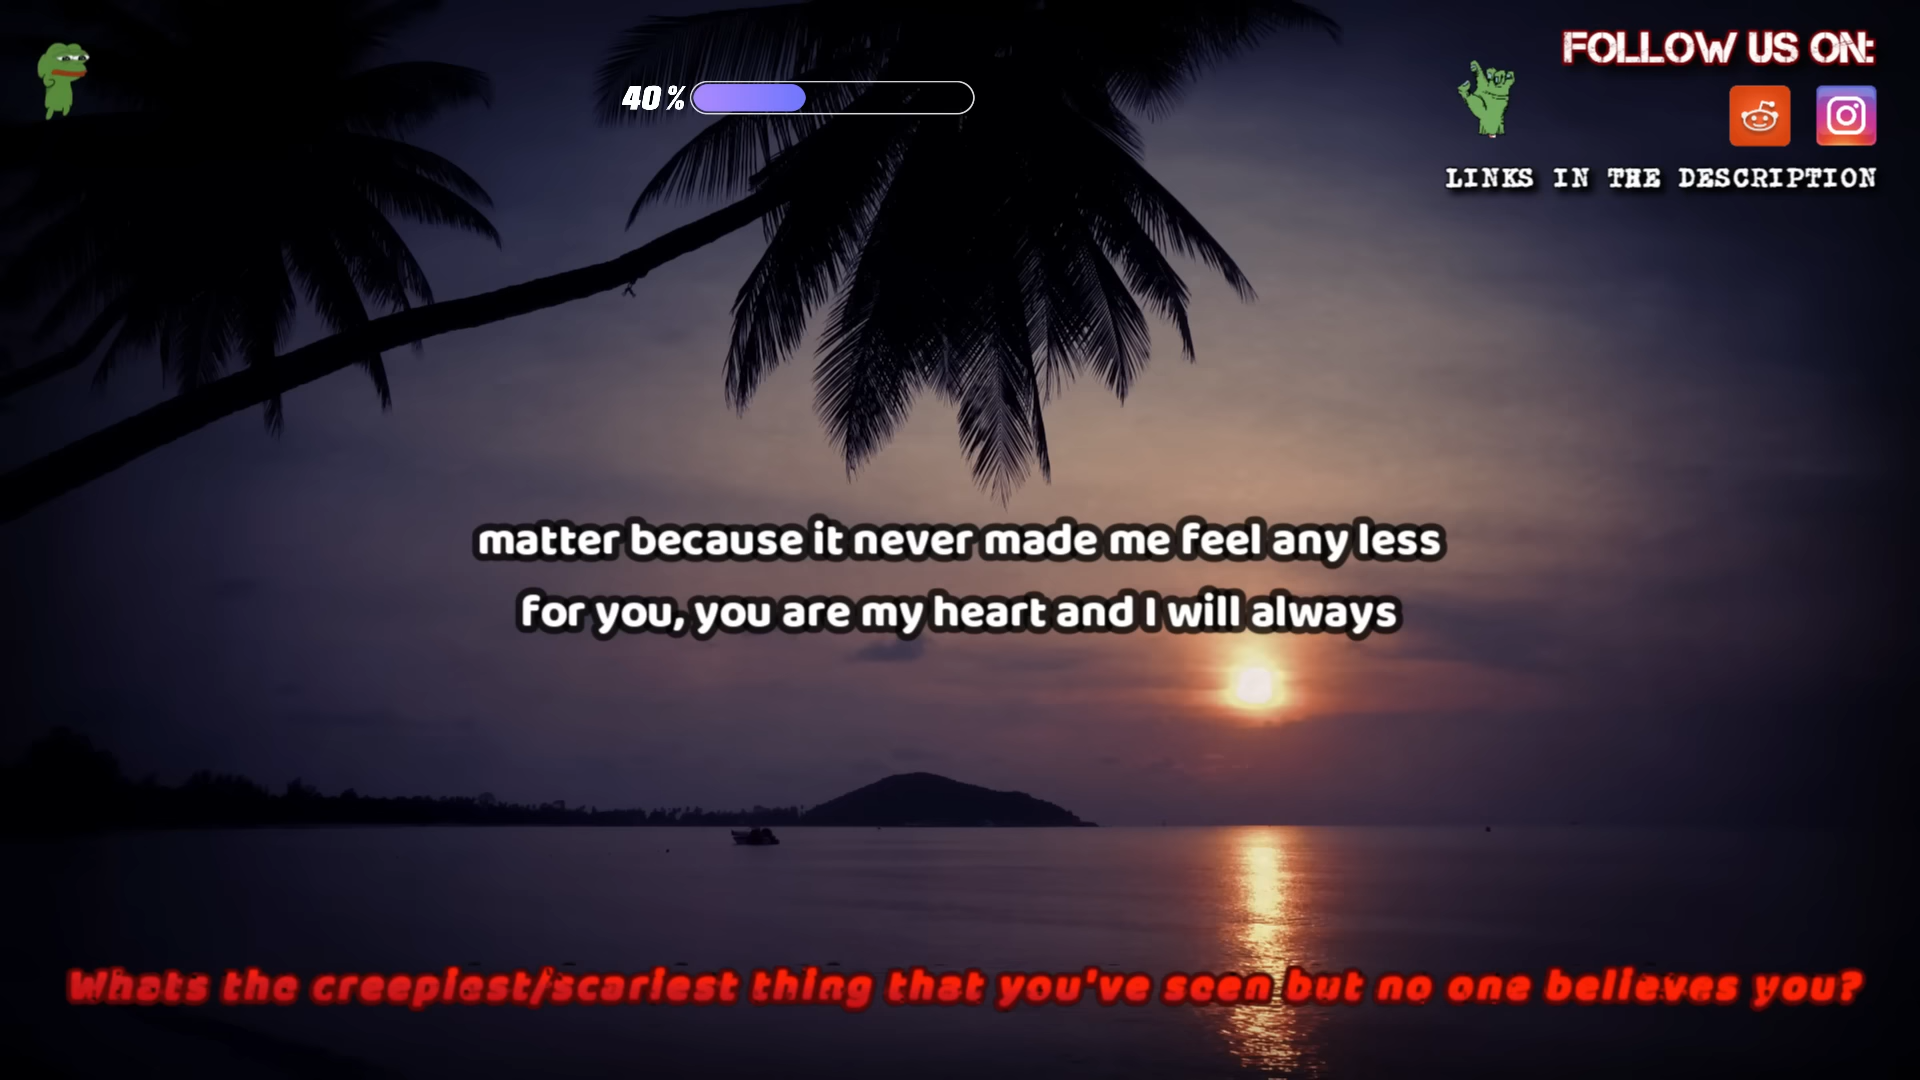 FOLLOW US ON:
40%
LINKS IN THE DESCRIPTION
matter because it never made me feel any less
for you, you are my heart and I will always
Whats the creepiest/scariest thing that you've seen but no one believes you?